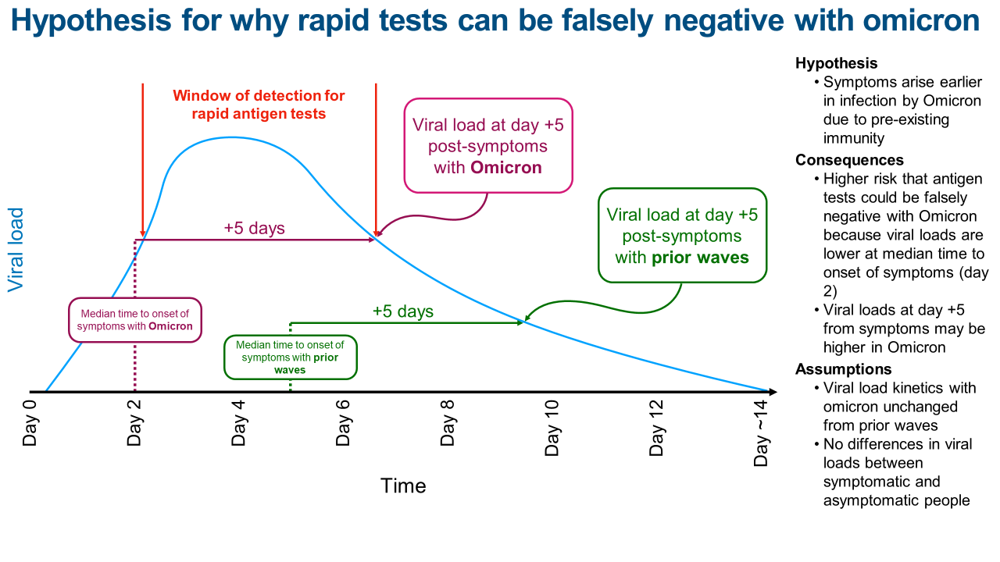 Hypothesis for why rapid tests can be falsely negative with omicron
Window of detection for
rapid antigen tests
Viral load at day +5
post-symptoms
with Omicron
Viral load at day +5
post-symptoms
with prior waves
+5 days
+5 days
Viral load
Median time to onset of
symptoms with Omicron
Median time to onset of
symptoms with prior
waves
Day 0
Day 2
Day 4
Day 6
Day 8
Day 10
Day 12
Day ~14
Time
Hypothesis
• Symptoms arise earlier
in infection by Omicron
due to pre-existing
immunity
Consequences
• Higher risk that antigen
tests could be falsely
negative with Omicron
because viral loads are
lower at median time to
onset of symptoms (day
2)
• Viral loads at day +5
from symptoms may be
higher in Omicron
Assumptions
• Viral load kinetics with
omicron unchanged
from prior waves
• No differences in viral
loads between
symptomatic and
asymptomatic people